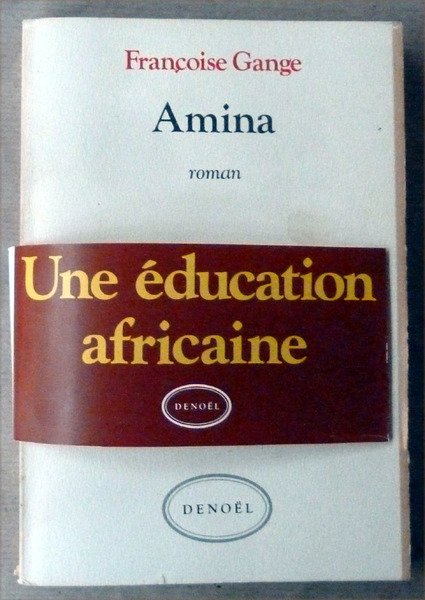 Françoise Gange
Amina
roman
Une éducation
africaine
DENOËL
DENOËL